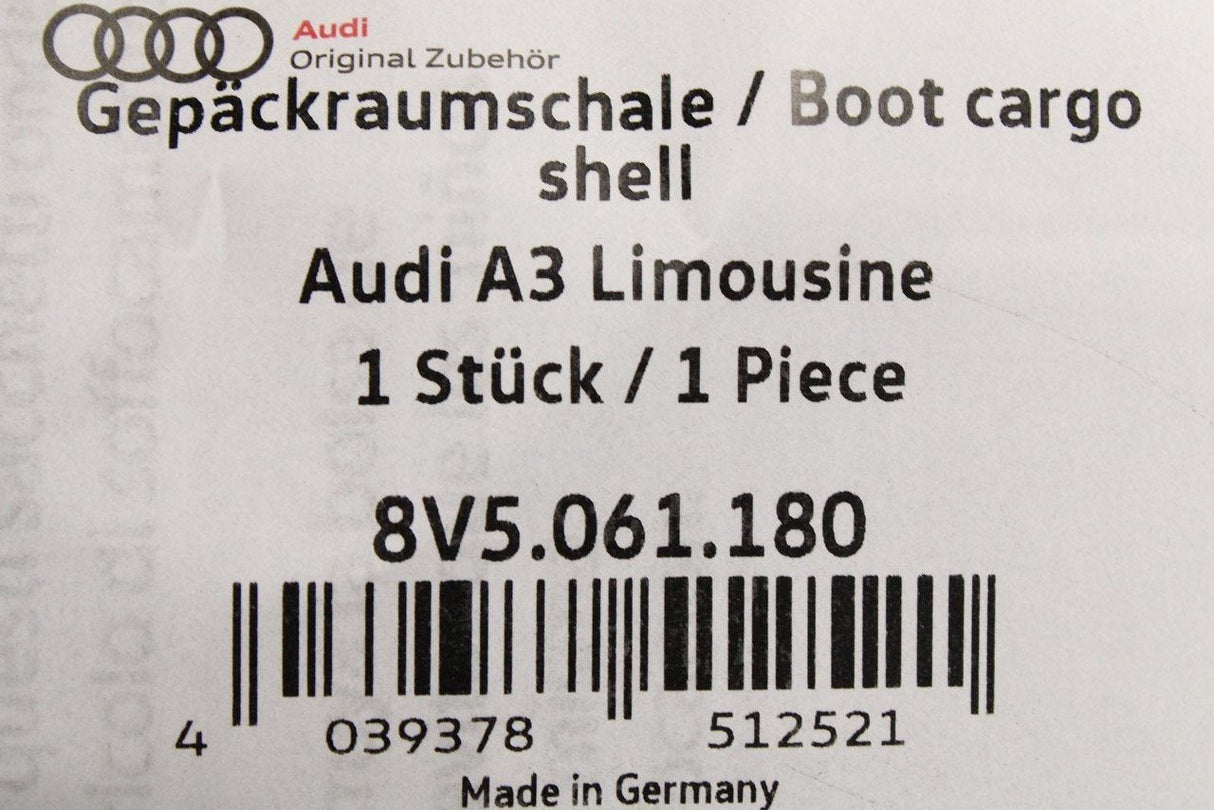 Audi
Original Zubehör
Gepäckraumschale / Boot cargo
shell
Audi A3 Limousine
1 Stück / 1 Piece
8V5.061.180
4 039378 512521
Made in Germany